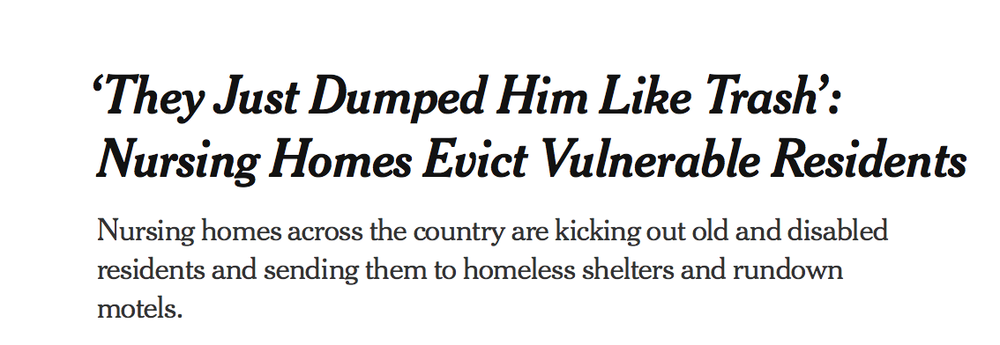 ‘They Just Dumped Him Like Trash’:
Nursing Homes Evict Vulnerable Residents
Nursing homes across the country are kicking out old and disabled
residents and sending them to homeless shelters and rundown
motels.